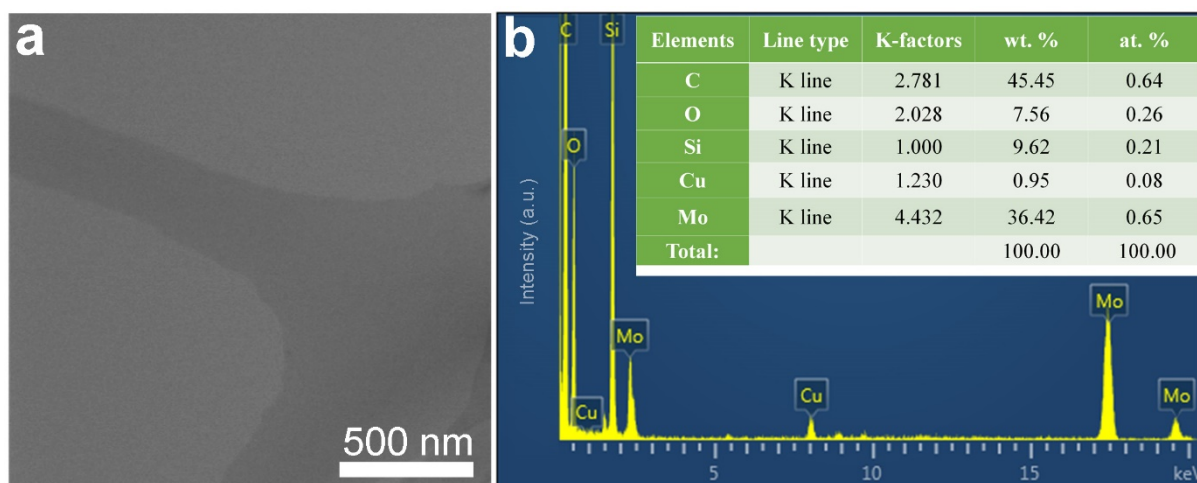 a
500 nm
b
C
Si
O
Cu
Mo
Cu
Mo
Mo
Intensity (a.u.)
5 10 15 keV
Elements Line type K-factors wt. % at. %
C K line 2.781 45.45 0.64
O K line 2.028 7.56 0.26
Si K line 1.000 9.62 0.21
Cu K line 1.230 0.95 0.08
Mo K line 4.432 36.42 0.65
Total: 100.00 100.00